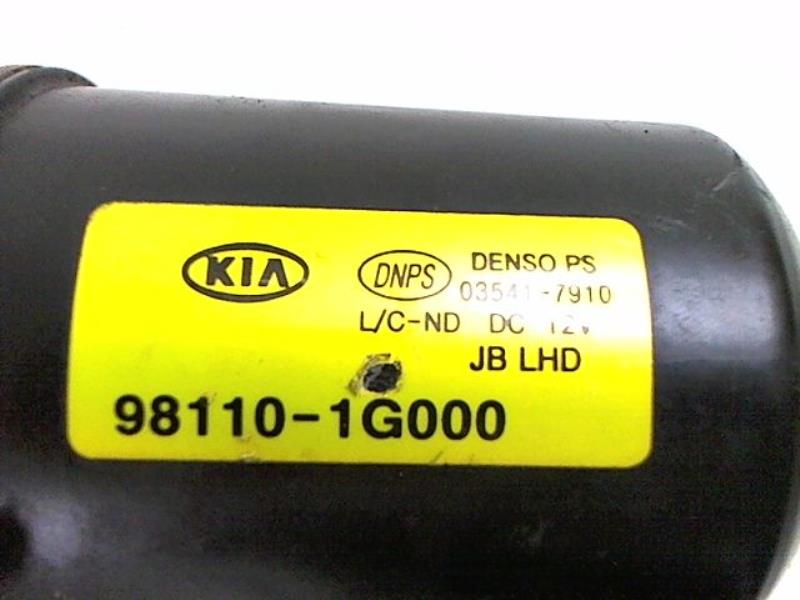 KIA DNPS DENSO PS
03541-7910
L/C-ND DC 12V
JB LHD
98110-1G000